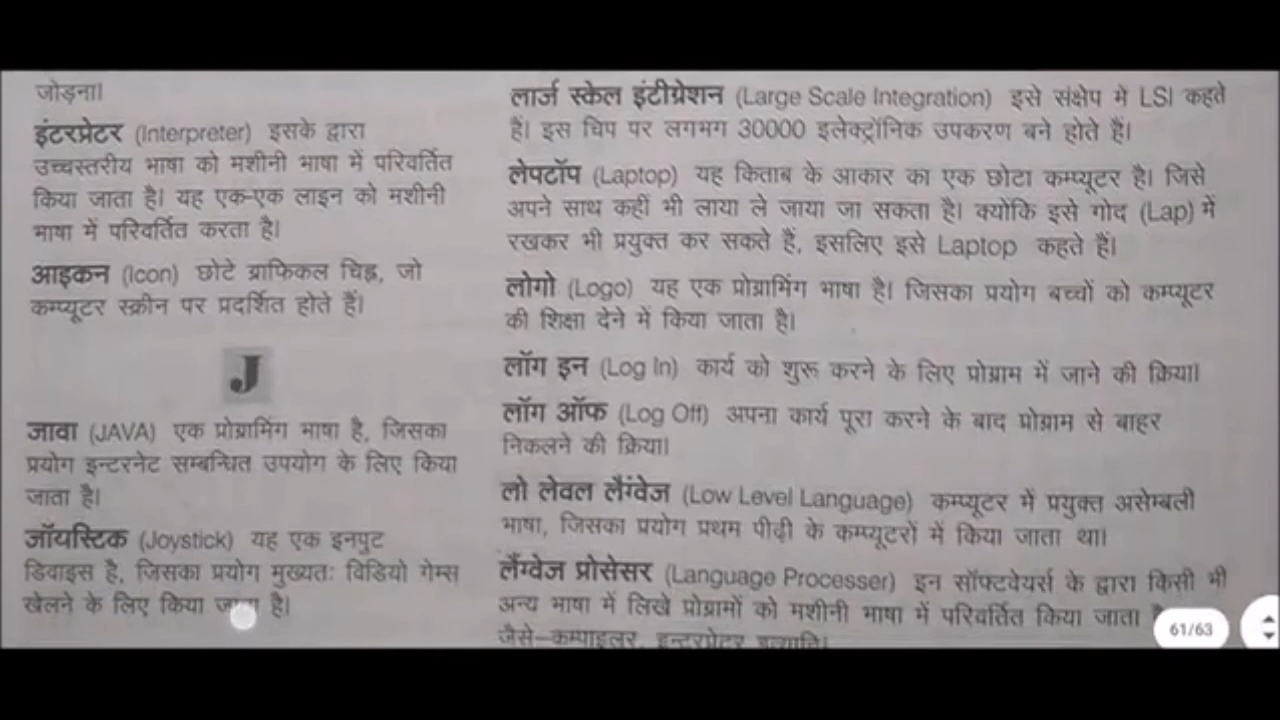 जोड़ना।
इंटरप्रेटर (Interpreter) इसके द्वारा
उच्चस्तरीय भाषा को मशीनी भाषा में परिवर्तित
किया जाता है। यह एक-एक लाइन को मशीनी
भाषा में परिवर्तित करता है।
आइकन (Icon) छोटे ग्राफिकल चिह्न, जो
कम्प्यूटर स्क्रीन पर प्रदर्शित होते हैं।
J
जावा (JAVA) एक प्रोग्रामिंग भाषा है, जिसका
प्रयोग इन्टरनेट सम्बन्धित उपयोग के लिए किया
जाता है।
जॉयस्टिक (Joystick) यह एक इनपुट
डिवाइस है, जिसका प्रयोग मुख्यतः विडियो गेम्स
खेलने के लिए किया जाता है।
लार्ज स्केल इंटीग्रेशन (Large Scale Integration) इसे संक्षेप में LSI कहते
हैं। इस चिप पर लगभग 30000 इलेक्ट्रॉनिक उपकरण बने होते हैं।
लेपटॉप (Laptop) यह किताब के आकार का एक छोटा कम्प्यूटर है। जिसे
अपने साथ कहीं भी लाया ले जाया जा सकता है। क्योंकि इसे गोद (Lap) में
रखकर भी प्रयुक्त कर सकते हैं, इसलिए इसे Laptop कहते हैं।
लोगो (Logo) यह एक प्रोग्रामिंग भाषा है। जिसका प्रयोग बच्चों को कम्प्यूटर
की शिक्षा देने में किया जाता है।
लॉग इन (Log In) कार्य को शुरू करने के लिए प्रोग्राम में जाने की क्रिया।
लॉग ऑफ (Log Off) अपना कार्य पूरा करने के बाद प्रोग्राम से बाहर
निकलने की क्रिया।
लो लेवल लैंग्वेज (Low Level Language) कम्प्यूटर में प्रयुक्त असेम्बली
भाषा, जिसका प्रयोग प्रथम पीढ़ी के कम्प्यूटरों में किया जाता था।
लैंग्वेज प्रोसेसर (Language Processer) इन सॉफ्टवेयर्स के द्वारा किसी भी
अन्य भाषा में लिखे प्रोग्रामों को मशीनी भाषा में परिवर्तित किया जाता
जैसे–कम्पाइलर, इन्टरप्रेटर इत्यादि।
61/63